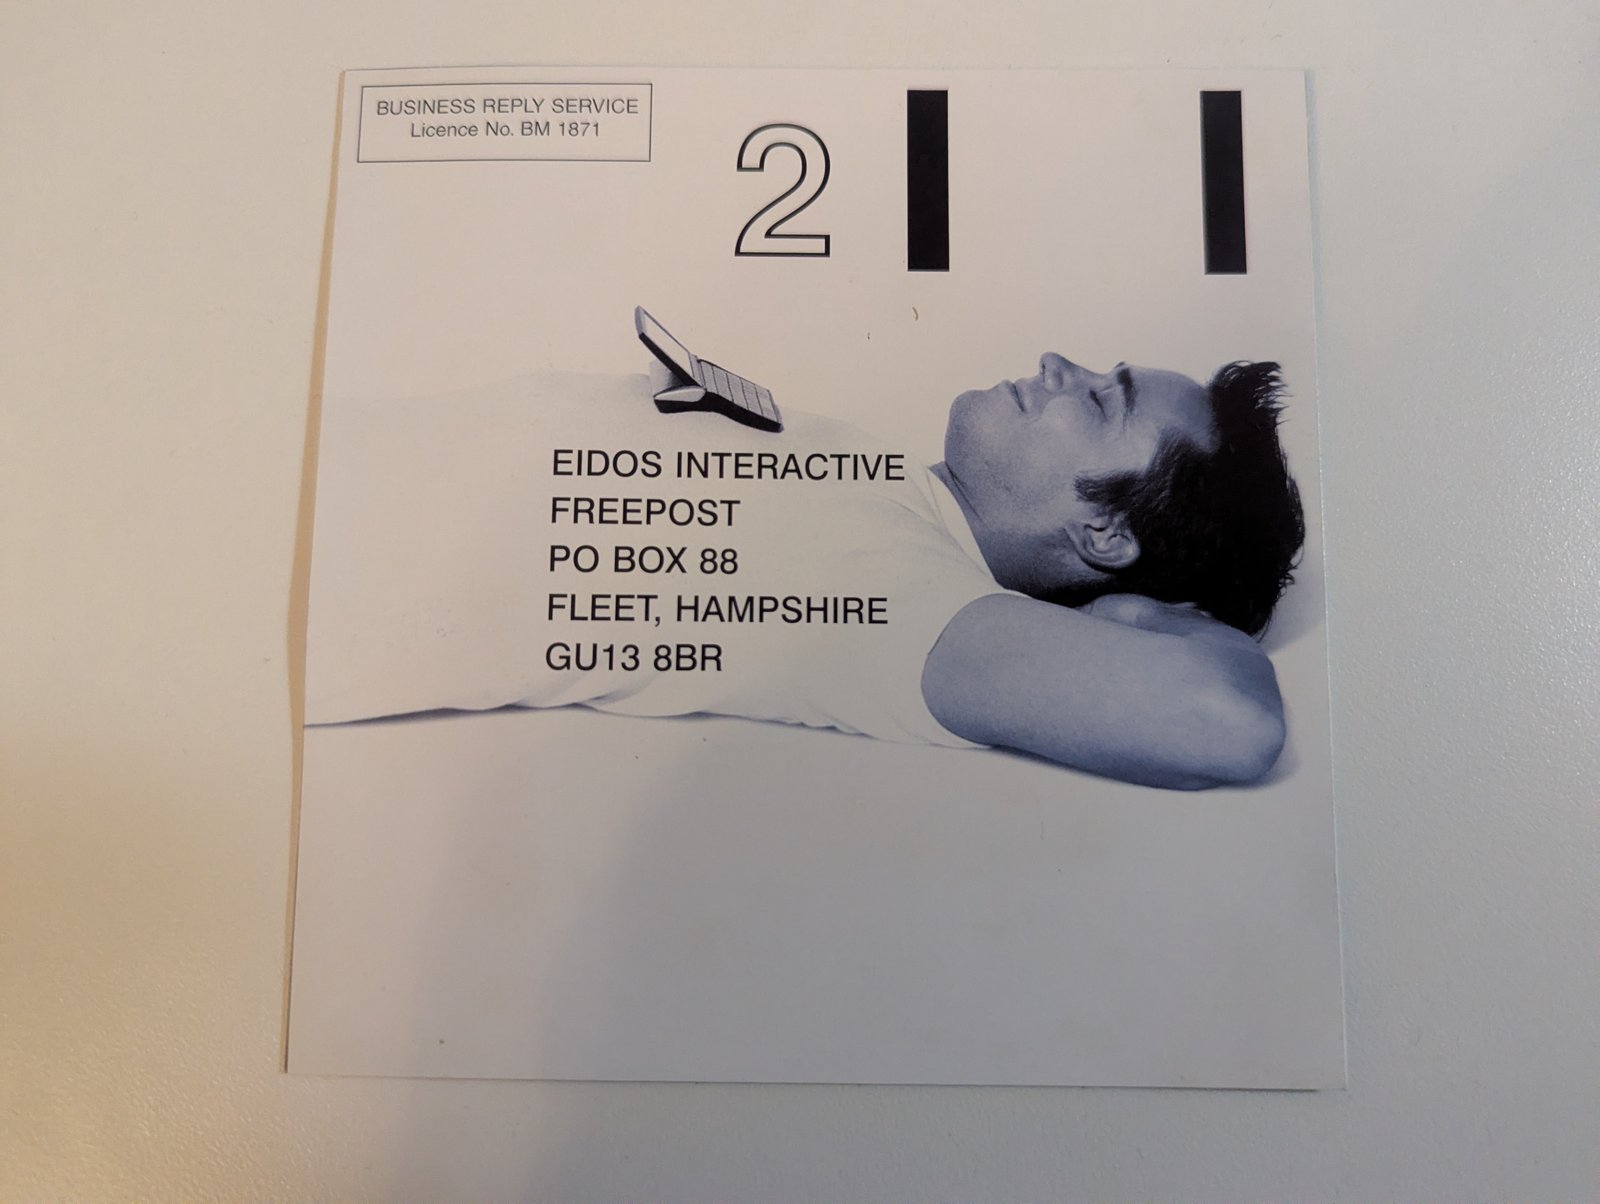 BUSINESS REPLY SERVICE
Licence No. BM 1871
2
EIDOS INTERACTIVE
FREEPOST
PO BOX 88
FLEET, HAMPSHIRE
GU13 8BR